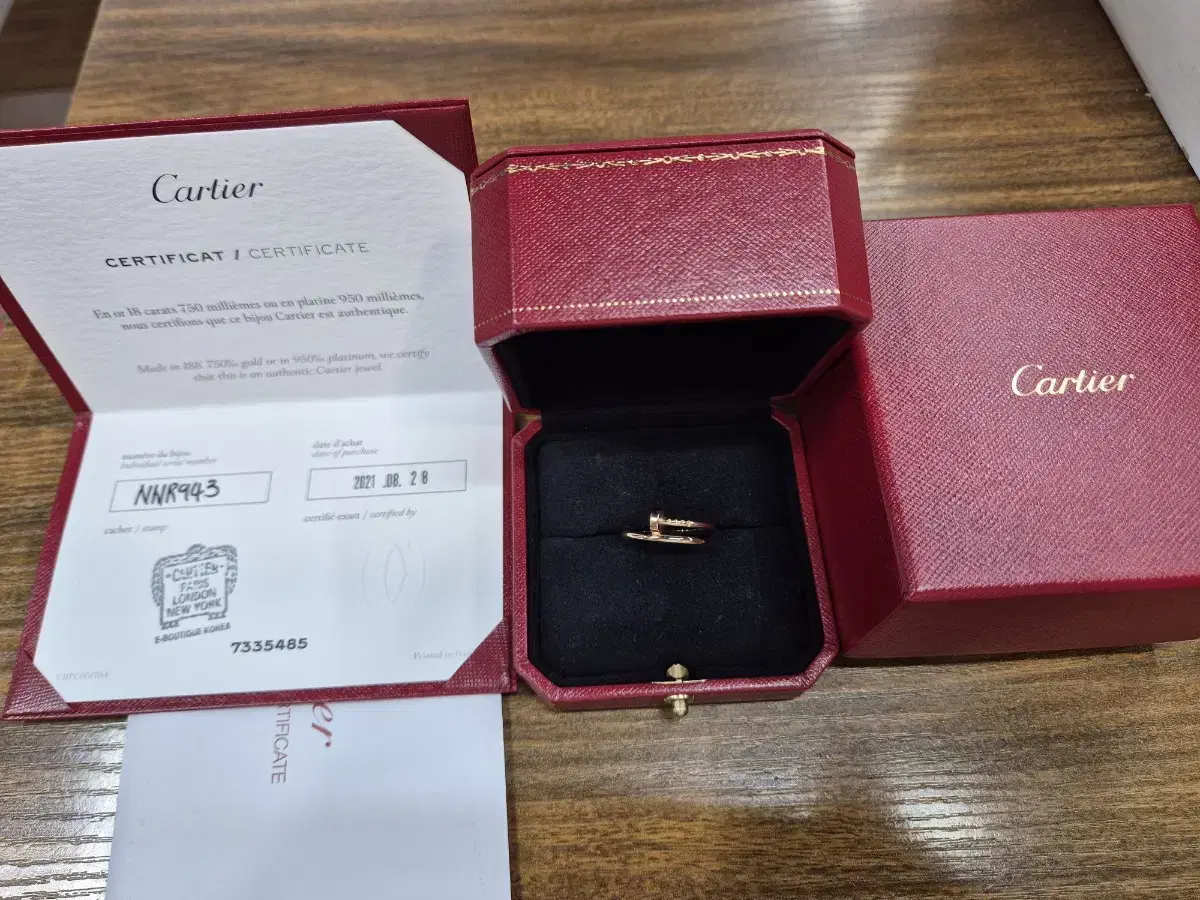 Cartier
CERTIFICAT / CERTIFICATE
En or 18 carats 750 millièmes ou en platine 950 millièmes,
nous certifions que ce bijou Cartier est authentique.
Made in 18K 750‰ gold or in 950‰ platinum, we certify
that this is an authentic Cartier jewel.
numéro du bijou
individual serial number
NNR943
date d'achat
date of purchase
2021 .08. 28
cachet / stamp
certifié exact / certified by
CARTIER
PARIS
LONDON
NEW YORK
E-BOUTIQUE KOREA
7335485
Printed in
er
TIFICATE
Cartier